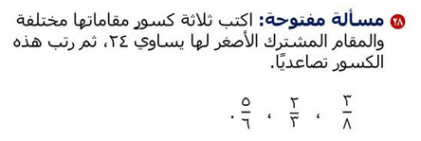 ٢٨ مسألة مفتوحة: اكتب ثلاثة كسور مقاماتها مختلفة
والمقام المشترك الأصغر لها يساوي ٢٤، ثم رتب هذه
الكسور تصاعديًا.
٣/٨ ، ٢/٣ ، ٥/٦ .